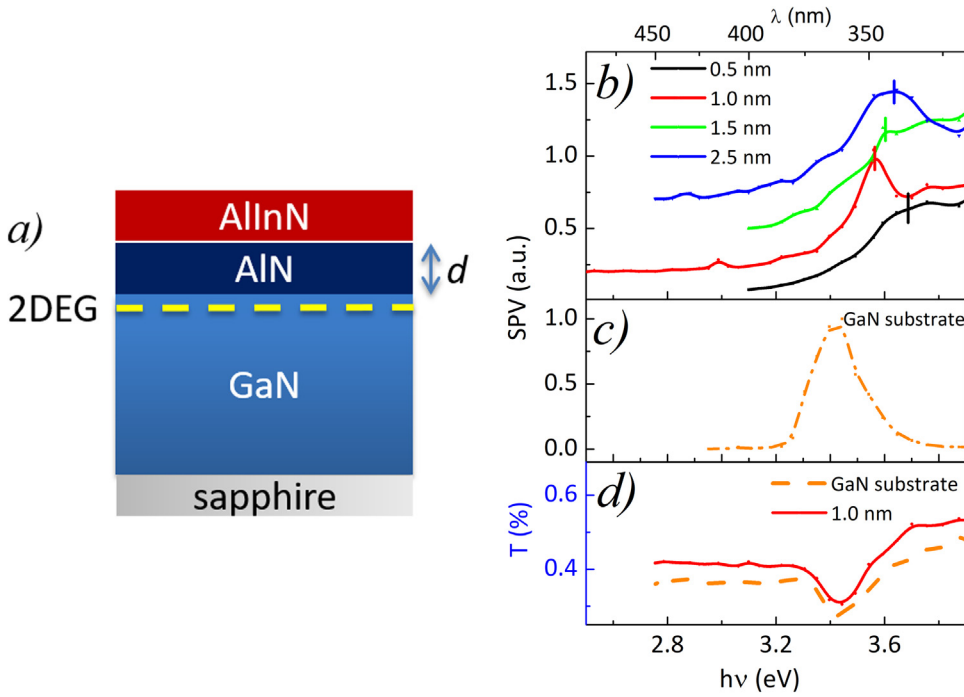 a)
AlInN
AlN
d
2DEG
GaN
sapphire
λ (nm)
450 400 350
b)
0.5 nm
1.0 nm
1.5 nm
2.5 nm
1.5
1.0
0.5
SPV (a.u.)
c)
GaN substrate
1.0
0.5
0.0
d)
GaN substrate
1.0 nm
T (%)
0.6
0.4
2.8 3.2 3.6
hν (eV)